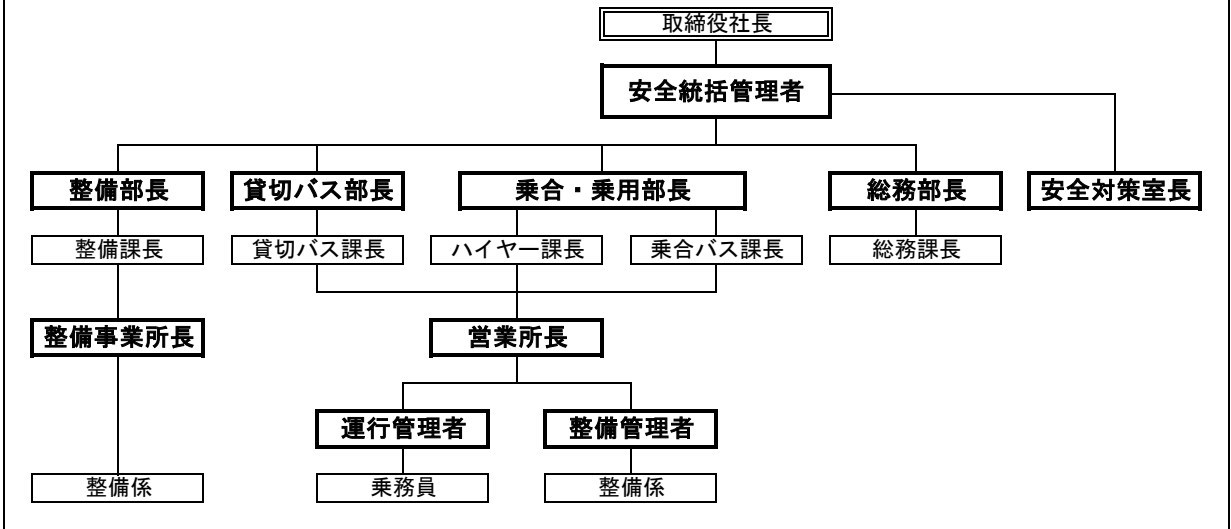 取締役社長
安全統括管理者
整備部長
貸切バス部長
乗合・乗用部長
総務部長
安全対策室長
整備課長
貸切バス課長
ハイヤー課長
乗合バス課長
総務課長
整備事業所長
営業所長
運行管理者
整備管理者
整備係
乗務員
整備係